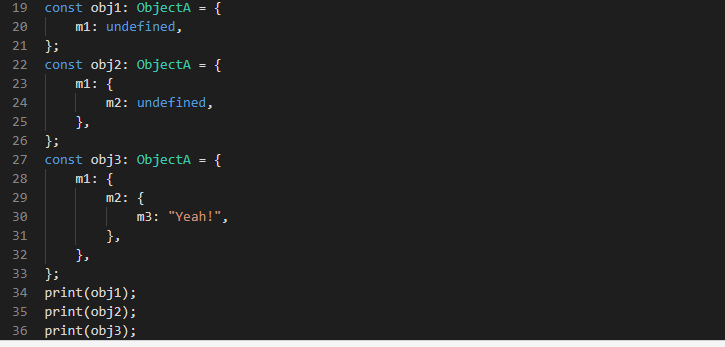 19 const obj1: ObjectA = {
20     m1: undefined,
21 };
22 const obj2: ObjectA = {
23     m1: {
24         m2: undefined,
25     },
26 };
27 const obj3: ObjectA = {
28     m1: {
29         m2: {
30             m3: "Yeah!",
31         },
32     },
33 };
34 print(obj1);
35 print(obj2);
36 print(obj3);